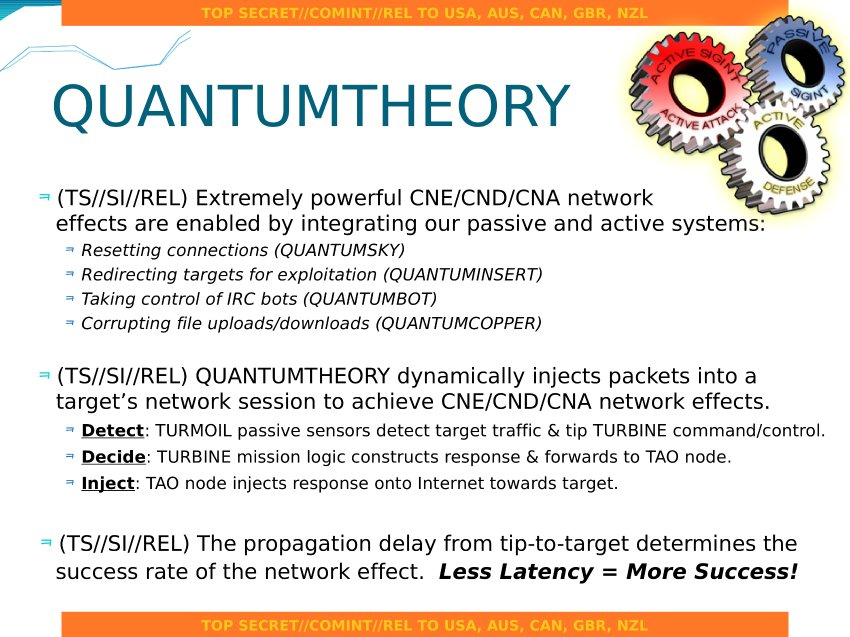 TOP SECRET//COMINT//REL TO USA, AUS, CAN, GBR, NZL
ACTIVE SIGINT
ACTIVE ATTACK
PASSIVE
SIGINT
ACTIVE
DEFENSE
QUANTUMTHEORY
(TS//SI//REL) Extremely powerful CNE/CND/CNA network
effects are enabled by integrating our passive and active systems:
Resetting connections (QUANTUMSKY)
Redirecting targets for exploitation (QUANTUMINSERT)
Taking control of IRC bots (QUANTUMBOT)
Corrupting file uploads/downloads (QUANTUMCOPPER)
(TS//SI//REL) QUANTUMTHEORY dynamically injects packets into a
target’s network session to achieve CNE/CND/CNA network effects.
Detect: TURMOIL passive sensors detect target traffic & tip TURBINE command/control.
Decide: TURBINE mission logic constructs response & forwards to TAO node.
Inject: TAO node injects response onto Internet towards target.
(TS//SI//REL) The propagation delay from tip-to-target determines the
success rate of the network effect. Less Latency = More Success!
TOP SECRET//COMINT//REL TO USA, AUS, CAN, GBR, NZL